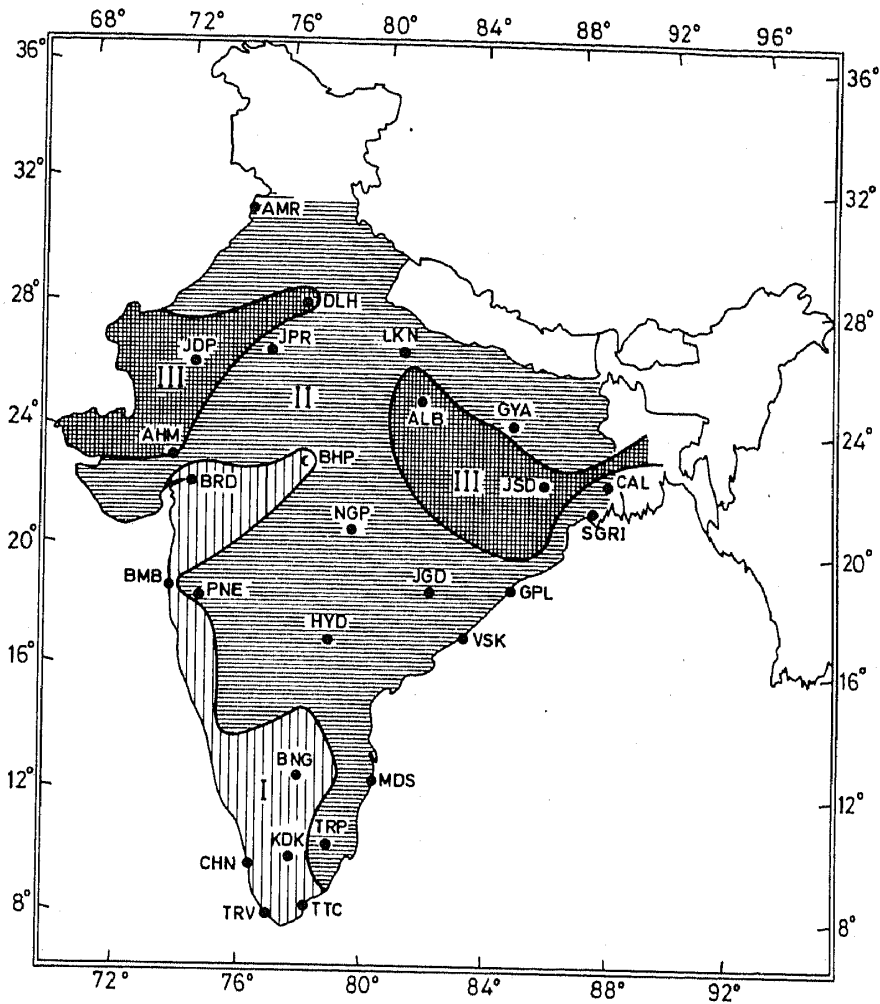 68° 72° 76° 80° 84° 88° 92° 96°
36° 36°
32° 32°
AMR
28° DLH 28°
JDP JPR LKN
III II
24° ALB GYA 24°
AHM
BHP
BRD III JSD CAL
NGP
20° SGRI 20°
BMB PNE JGD GPL
HYD
16° VSK 16°
BNG
12° I MDS 12°
TRP
KDK
CHN
8° TRV TTC 8°
72° 76° 80° 84° 88° 92°